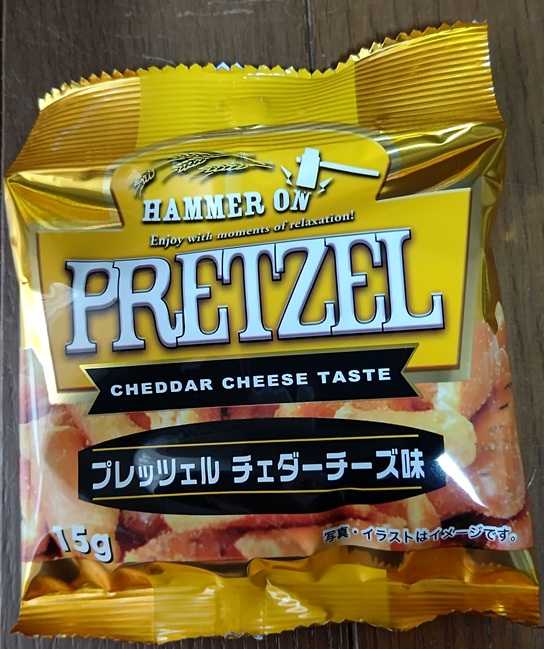 HAMMER ON
Enjoy with moments of relaxation!
PRETZEL
CHEDDAR CHEESE TASTE
プレッツェル チェダーチーズ味
15g
写真・イラストはイメージです。